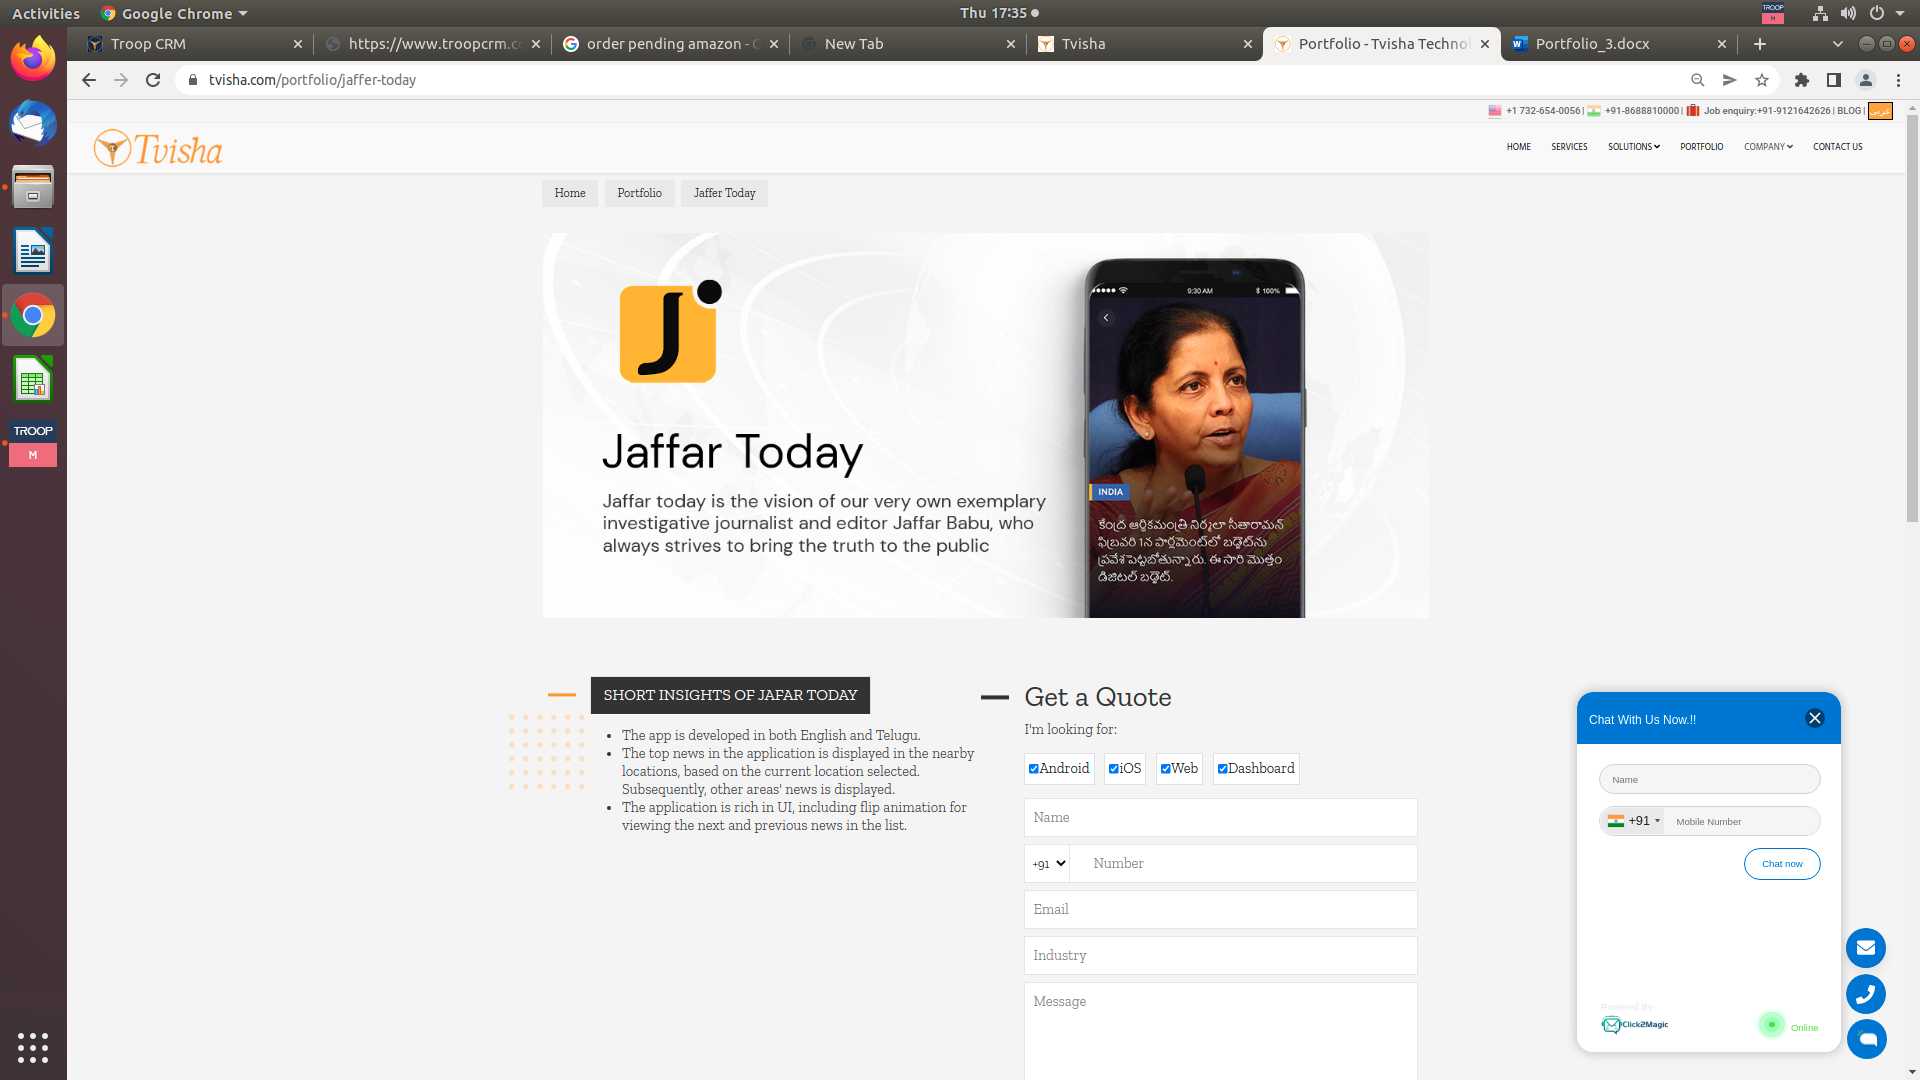 Activities
Google Chrome
Thu 17:35
TROOP
M
Troop CRM
https://www.troopcrm.c
order pending amazon -
New Tab
Tvisha
Portfolio - Tvisha Techno
Portfolio_3.docx
tvisha.com/portfolio/jaffer-today
+1 732-654-0056 |
+91-8688810000 |
Job enquiry:+91-9121642626 | BLOG |
عربى
Tvisha
HOME
SERVICES
SOLUTIONS
PORTFOLIO
COMPANY
CONTACT US
Home
Portfolio
Jaffer Today
J
Jaffar Today
Jaffar today is the vision of our very own exemplary
investigative journalist and editor Jaffar Babu, who
always strives to bring the truth to the public
9:30 AM
100%
INDIA
కేంద్ర ఆర్థికమంత్రి నిర్మలా సీతారామన్
ఫిబ్రవరి 1న పార్లమెంట్‌లో బడ్జెట్‌ను
ప్రవేశపెట్టబోతున్నారు. ఈ సారి మొత్తం
డిజిటల్ బడ్జెట్.
SHORT INSIGHTS OF JAFAR TODAY
• The app is developed in both English and Telugu.
• The top news in the application is displayed in the nearby
locations, based on the current location selected.
Subsequently, other areas' news is displayed.
• The application is rich in UI, including flip animation for
viewing the next and previous news in the list.
Get a Quote
I'm looking for:
Android
iOS
Web
Dashboard
Name
+91
Number
Email
Industry
Message
Chat With Us Now.!!
Name
+91
Mobile Number
Chat now
Powered By
Click2Magic
Online
TROOP
M